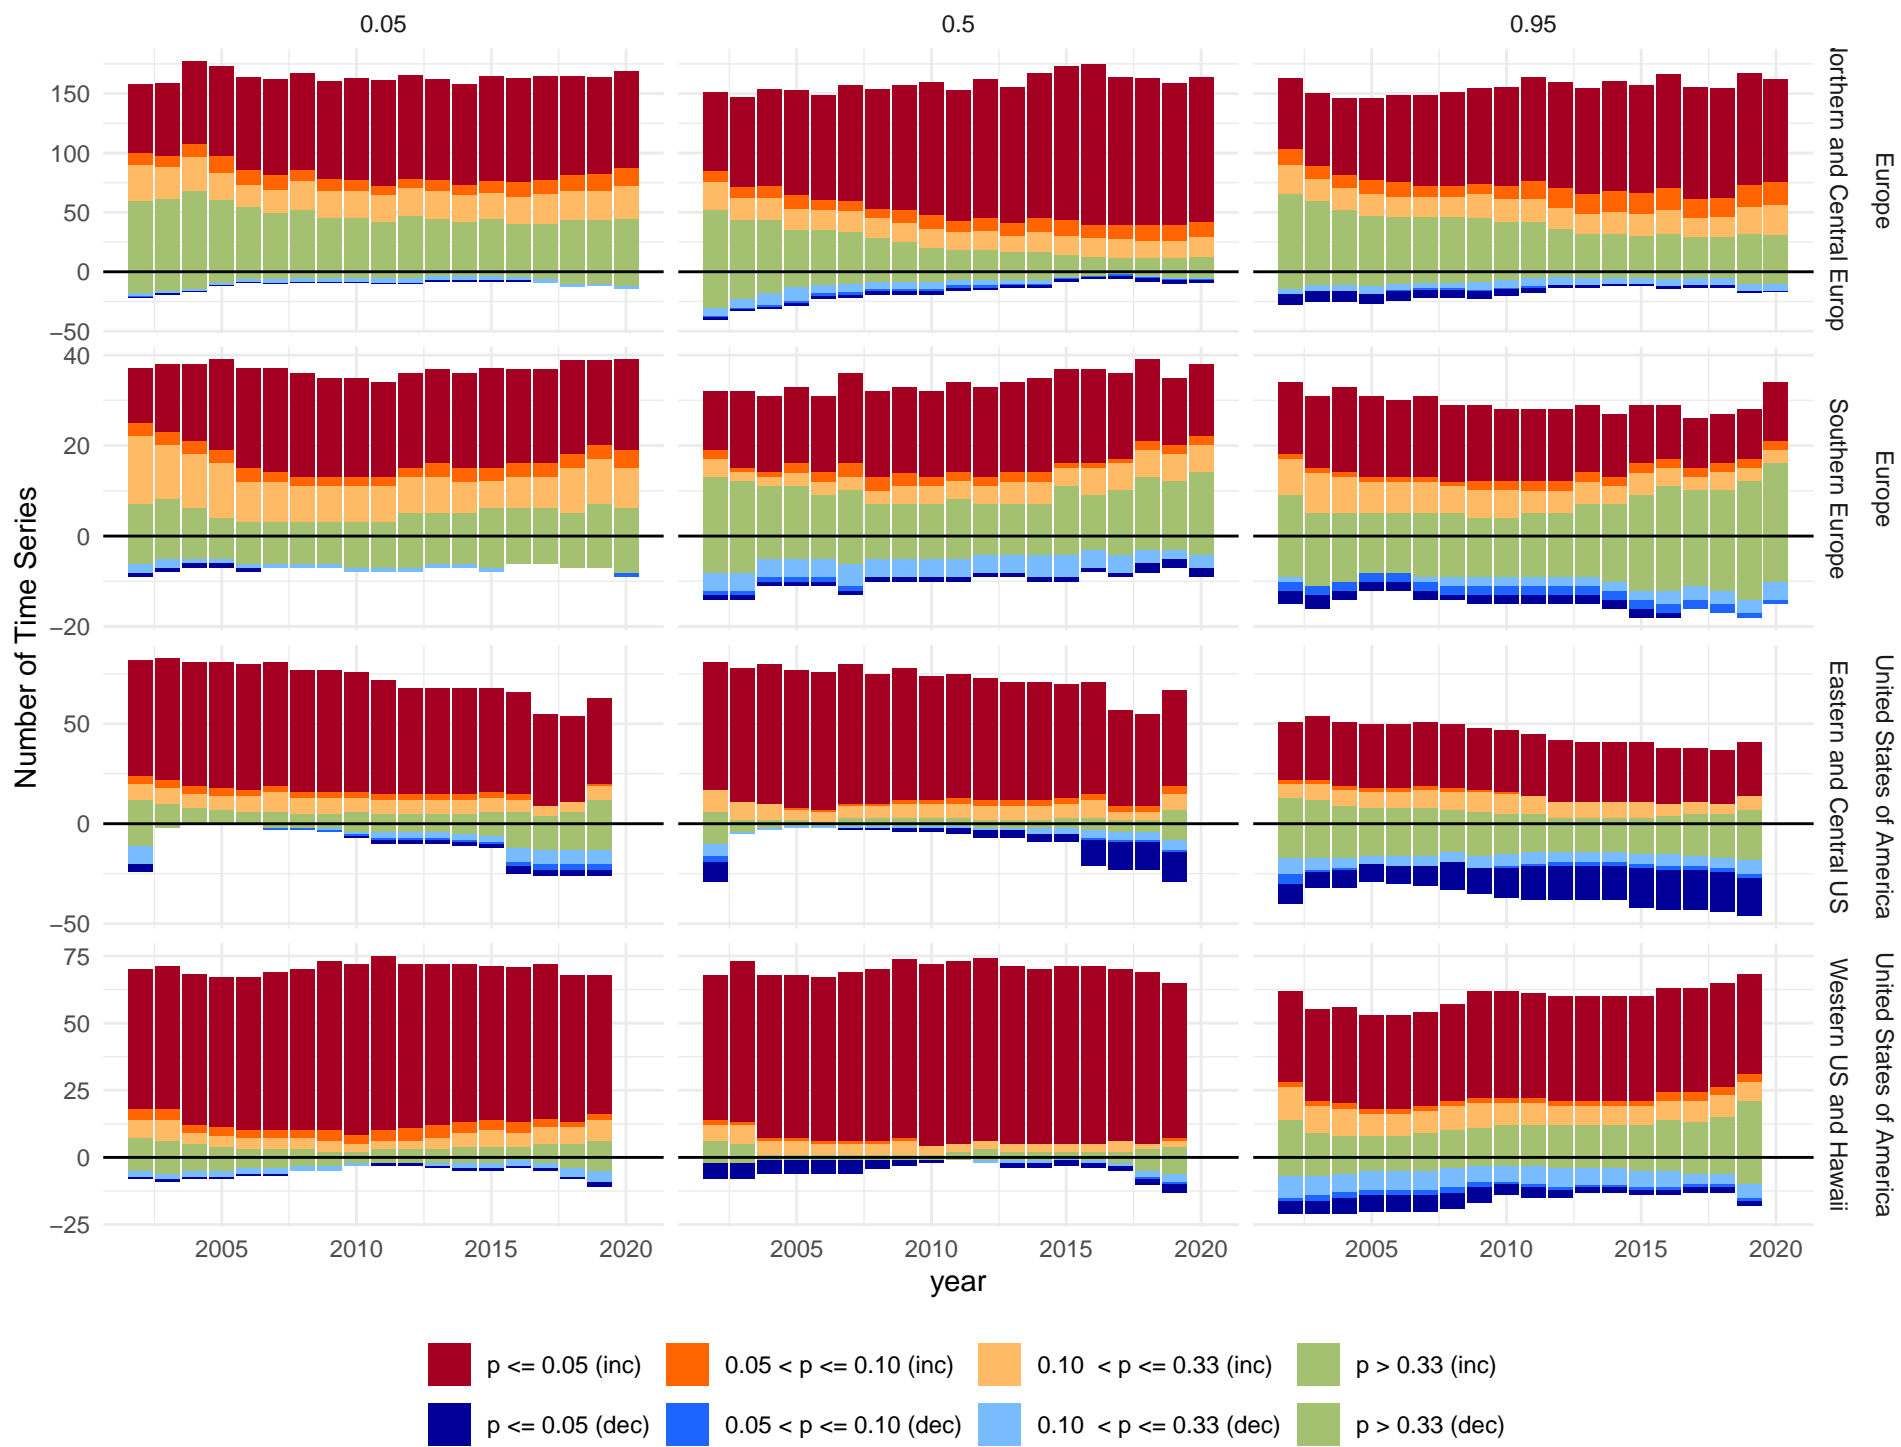 0.05 0.5 0.95
150
100
50
0
−50
orthern and Central Europ
Europe
40
20
0
−20
Southern Europe
Europe
50
0
−50
Eastern and Central US
United States of America
75
50
25
0
−25
Western US and Hawaii
United States of America
Number of Time Series
2005 2010 2015 2020 2005 2010 2015 2020 2005 2010 2015 2020
year
p <= 0.05 (inc) 0.05 < p <= 0.10 (inc) 0.10 < p <= 0.33 (inc) p > 0.33 (inc)
p <= 0.05 (dec) 0.05 < p <= 0.10 (dec) 0.10 < p <= 0.33 (dec) p > 0.33 (dec)